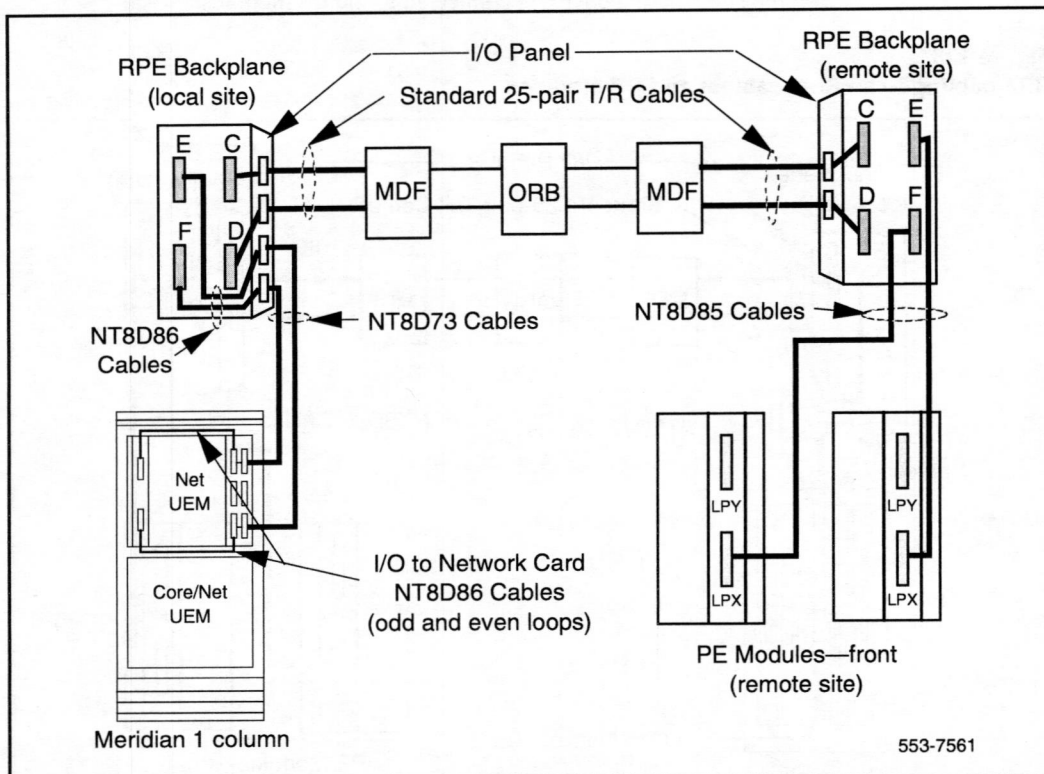 I/O Panel
RPE Backplane
(local site)
RPE Backplane
(remote site)
Standard 25-pair T/R Cables
E
C
F
D
MDF
ORB
MDF
C
E
D
F
NT8D86
Cables
NT8D73 Cables
NT8D85 Cables
Net
UEM
Core/Net
UEM
I/O to Network Card
NT8D86 Cables
(odd and even loops)
LPY
LPX
LPY
LPX
PE Modules—front
(remote site)
Meridian 1 column
553-7561